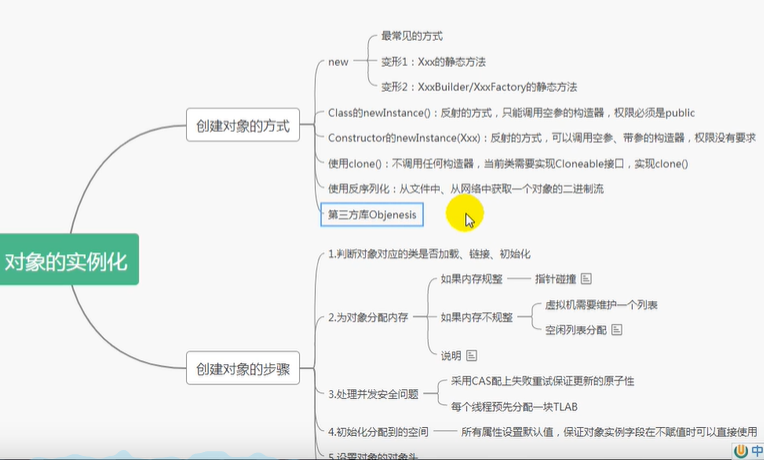 对象的实例化
创建对象的方式
new
最常见的方式
变形1：Xxx的静态方法
变形2：XxxBuilder/XxxFactory的静态方法
Class的newInstance()：反射的方式，只能调用空参的构造器，权限必须是public
Constructor的newInstance(Xxx)：反射的方式，可以调用空参、带参的构造器，权限没有要求
使用clone()：不调用任何构造器，当前类需要实现Cloneable接口，实现clone()
使用反序列化：从文件中、从网络中获取一个对象的二进制流
第三方库Objenesis
创建对象的步骤
1.判断对象对应的类是否加载、链接、初始化
2.为对象分配内存
如果内存规整
指针碰撞
如果内存不规整
虚拟机需要维护一个列表
空闲列表分配
说明
3.处理并发安全问题
采用CAS配上失败重试保证更新的原子性
每个线程预先分配一块TLAB
4.初始化分配到的空间
所有属性设置默认值，保证对象实例字段在不赋值时可以直接使用
5.设置对象的对象头
中